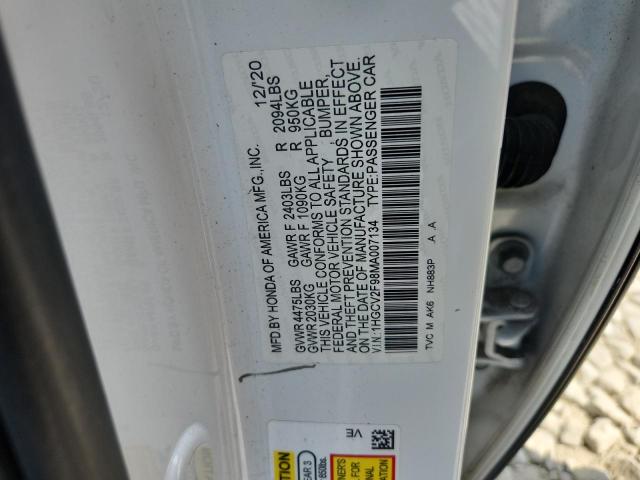 MFD BY HONDA OF AMERICA MFG.,INC. 12/'20
GVWR 4475LBS GAWR F 2403LBS R 2094LBS
GVWR 2030KG GAWR F 1090KG R 950KG
THIS VEHICLE CONFORMS TO ALL APPLICABLE
FEDERAL MOTOR VEHICLE SAFETY , BUMPER,
AND THEFT PREVENTION STANDARDS IN EFFECT
ON THE DATE OF MANUFACTURE SHOWN ABOVE.
V.I.N:1HGCV2F98MA007134 TYPE:PASSENGER CAR
TVC M AK6 NH883P A . A
VE